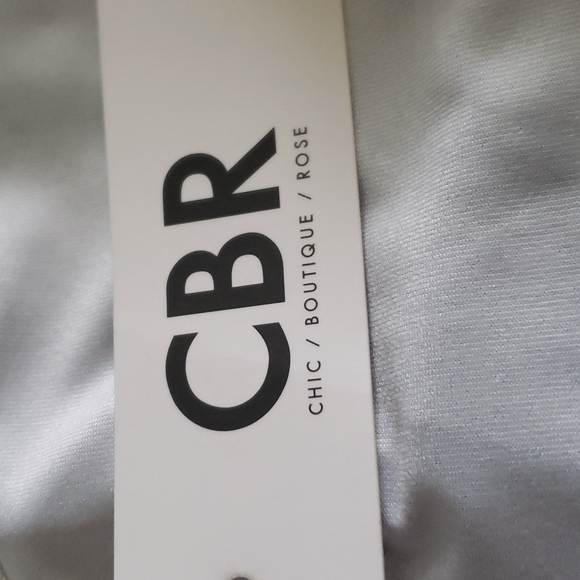 CBR
CHIC / BOUTIQUE / ROSE